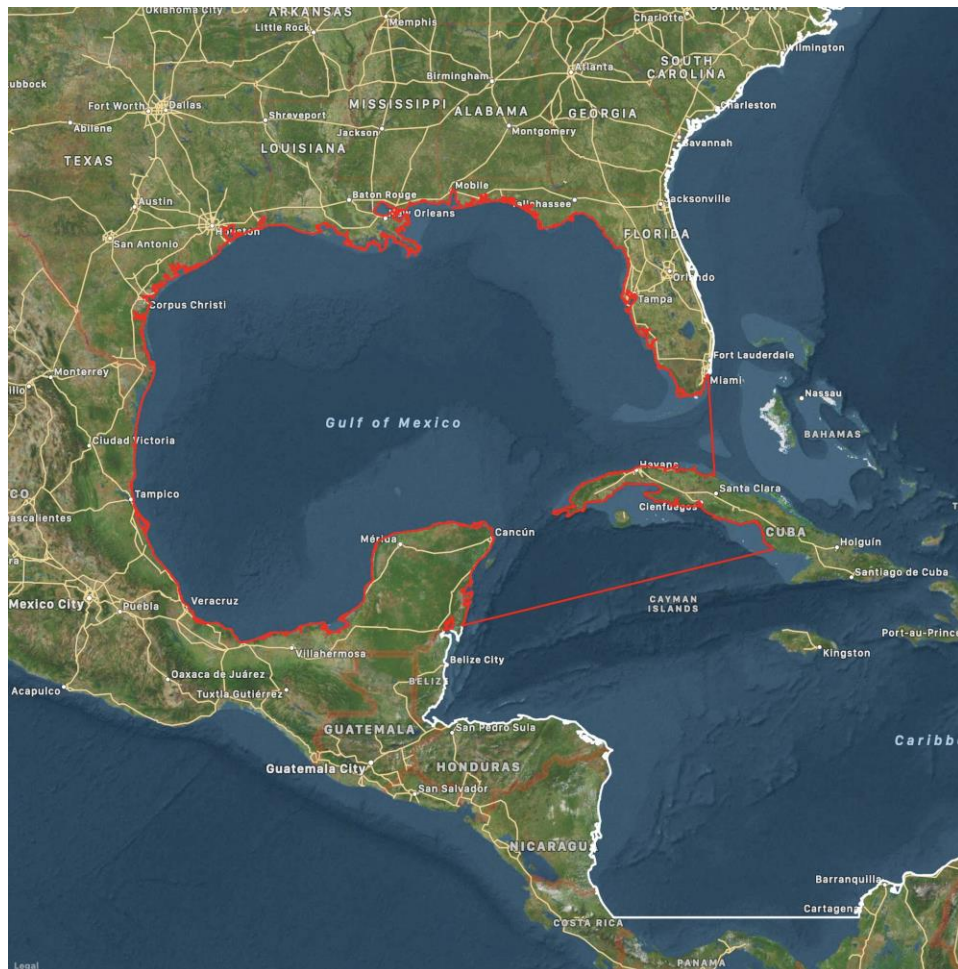 Oklahoma City
ARKANSAS
Little Rock
Memphis
Charlotte
Wilmington
Birmingham
Atlanta
SOUTH
CAROLINA
ubbock
Fort Worth
Dallas
Abilene
Shreveport
MISSISSIPPI
ALABAMA
GEORGIA
Charleston
Jackson
Montgomery
Savannah
TEXAS
LOUISIANA
Austin
Baton Rouge
Mobile
Tallahassee
Jacksonville
New Orleans
Houston
San Antonio
FLORIDA
Orlando
Corpus Christi
Tampa
Fort Lauderdale
Monterrey
Miami
Nassau
Gulf of Mexico
BAHAMAS
Ciudad Victoria
Havana
Tampico
Santa Clara
Cienfuegos
CO
uascalientes
Cancún
CUBA
Mérida
Holguín
Santiago de Cuba
Mexico City
Puebla
Veracruz
CAYMAN
ISLANDS
Port-au-Prince
Villahermosa
Kingston
Belize City
Oaxaca de Juárez
BELIZE
Acapulco
Tuxtla Gutiérrez
GUATEMALA
San Pedro Sula
Caribb
Guatemala City
HONDURAS
San Salvador
NICARAGUA
Barranquilla
Cartagena
COSTA RICA
PANAMA
Legal